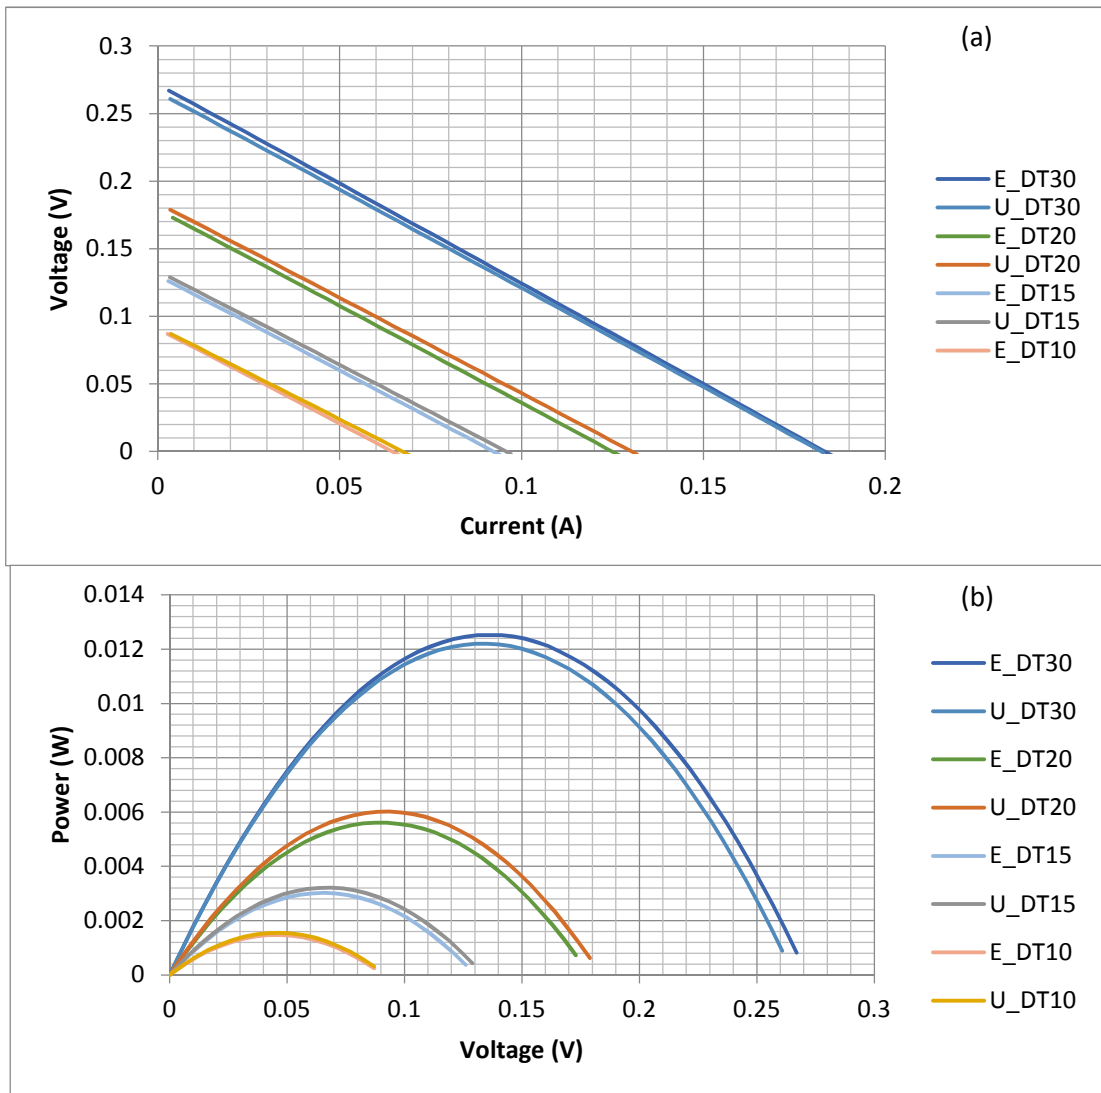 (a)
0.3
0.25
0.2
0.15
0.1
0.05
0
Voltage (V)
0 0.05 0.1 0.15 0.2
Current (A)
E_DT30
U_DT30
E_DT20
U_DT20
E_DT15
U_DT15
E_DT10
(b)
0.014
0.012
0.01
0.008
0.006
0.004
0.002
0
Power (W)
0 0.05 0.1 0.15 0.2 0.25 0.3
Voltage (V)
E_DT30
U_DT30
E_DT20
U_DT20
E_DT15
U_DT15
E_DT10
U_DT10